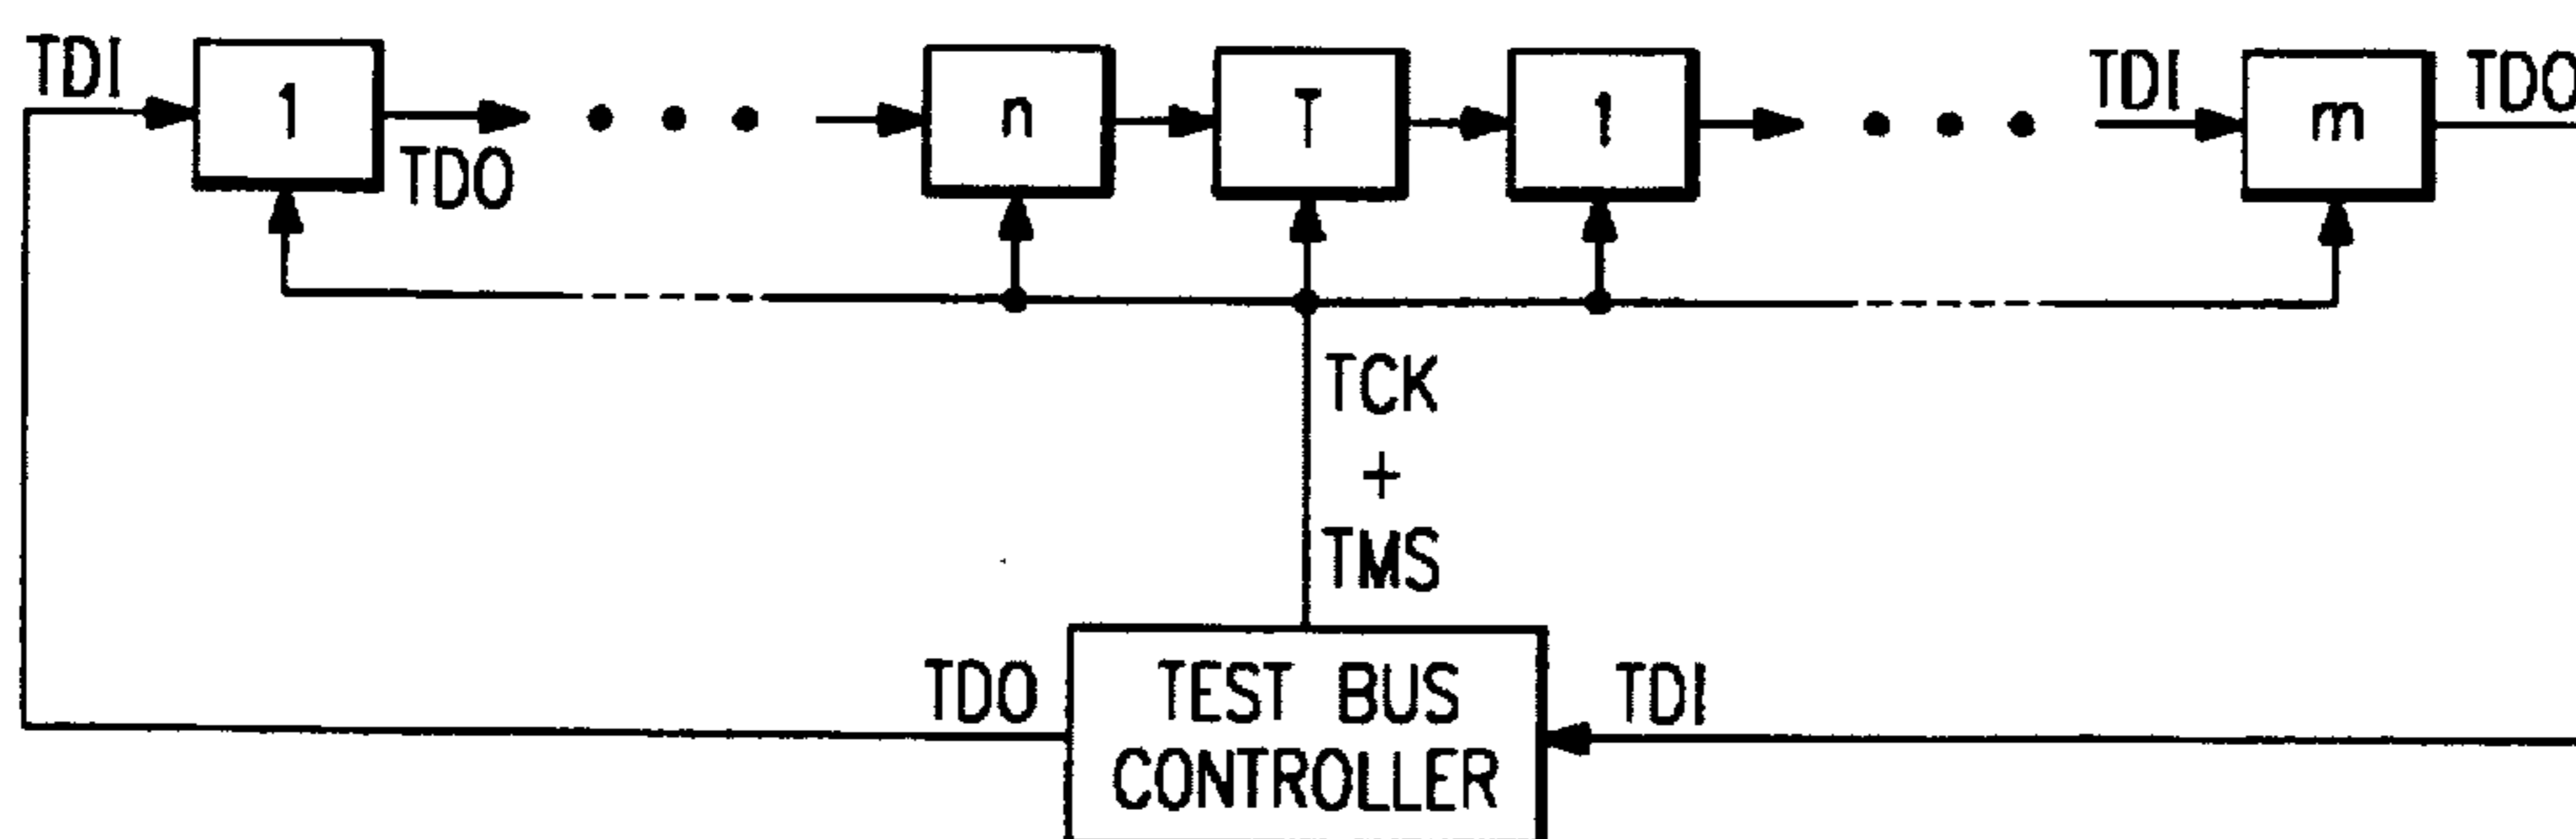 TDI
1
TDO
n
T
1
TDI
m
TDO
TCK
+
TMS
TDO
TEST BUS
CONTROLLER
TDI